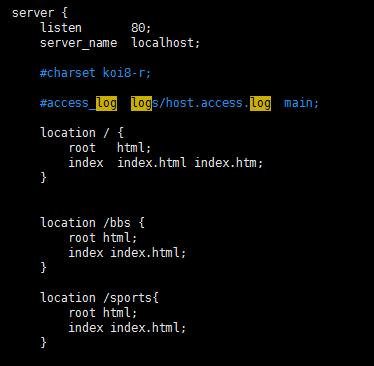 server {
    listen       80;
    server_name  localhost;
    #charset koi8-r;
    #access_log  logs/host.access.log  main;
    location / {
        root   html;
        index  index.html index.htm;
    }
    location /bbs {
        root html;
        index index.html;
    }
    location /sports{
        root html;
        index index.html;
    }